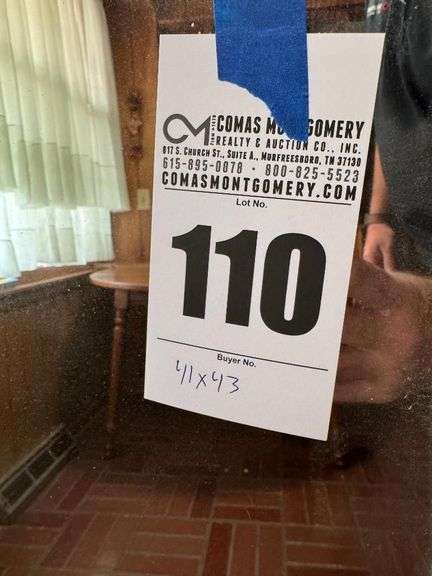 COMAS MONTGOMERY
REALTY & AUCTION CO., INC.
817 S. CHURCH ST., SUITE A., MURFREESBORO, TN 37130
615-895-0078 • 800-825-5523
COMASMONTGOMERY.COM
Lot No.
110
Buyer No.
41x43